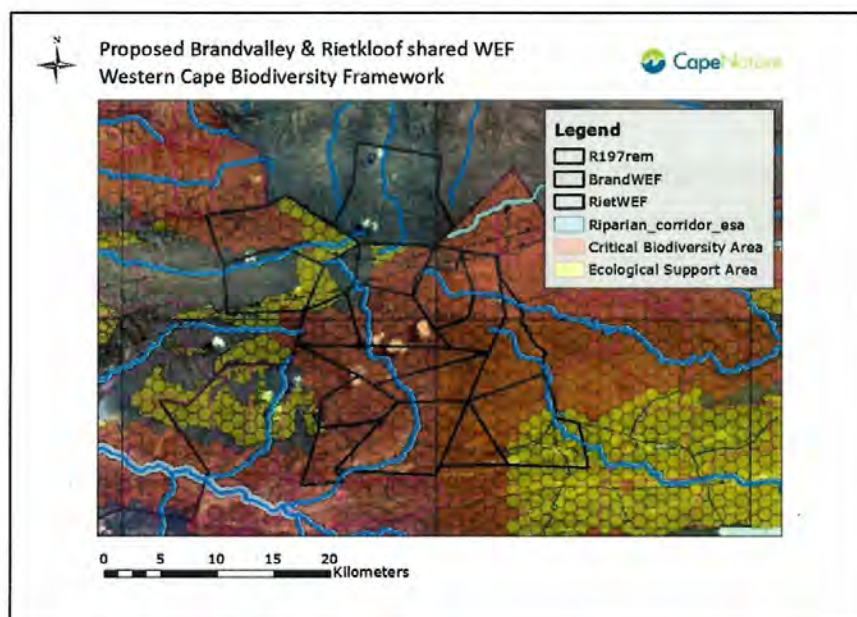 N
Proposed Brandvalley & Rietkloof shared WEF
Western Cape Biodiversity Framework
CapeNature
Legend
R197rem
BrandWEF
RietWEF
Riparian_corridor_esa
Critical Biodiversity Area
Ecological Support Area
0 5 10 15 20
Kilometers